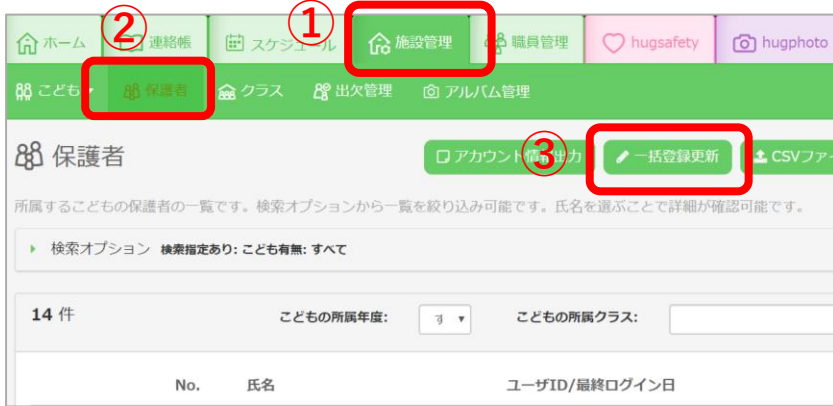 ① ②
ホーム 連絡帳 スケジュール 施設管理 職員管理 hugsafety hugphoto
こども 保護者 クラス 出欠管理 アルバム管理
③
保護者 アカウント情報出力 一括登録更新 CSVファ
所属するこどもの保護者の一覧です。検索オプションから一覧を絞り込み可能です。氏名を選ぶことで詳細が確認可能です。
検索オプション 検索指定あり: こども有無: すべて
14 件 こどもの所属年度: す こどもの所属クラス:
No. 氏名 ユーザID/最終ログイン日